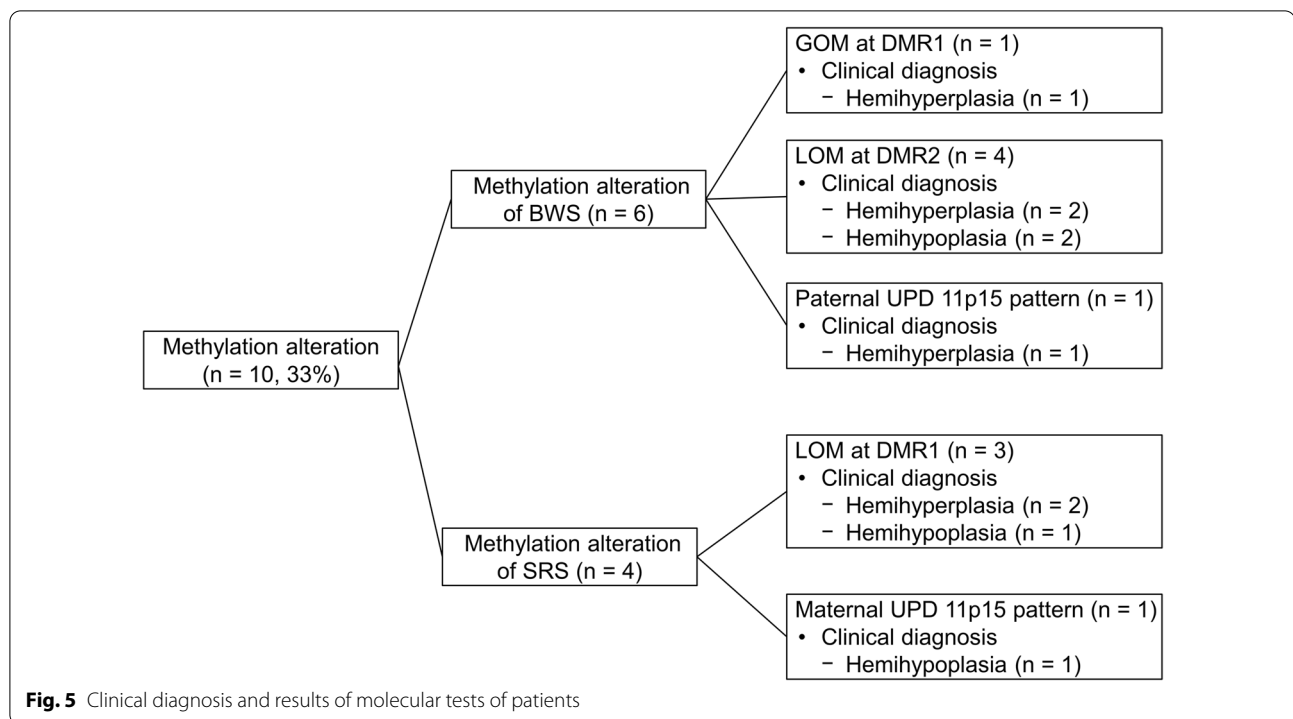 Methylation alteration
(n = 10, 33%)
Methylation alteration
of BWS (n = 6)
GOM at DMR1 (n = 1)
• Clinical diagnosis
− Hemihyperplasia (n = 1)
LOM at DMR2 (n = 4)
• Clinical diagnosis
− Hemihyperplasia (n = 2)
− Hemihypoplasia (n = 2)
Paternal UPD 11p15 pattern (n = 1)
• Clinical diagnosis
− Hemihyperplasia (n = 1)
Methylation alteration
of SRS (n = 4)
LOM at DMR1 (n = 3)
• Clinical diagnosis
− Hemihyperplasia (n = 2)
− Hemihypoplasia (n = 1)
Maternal UPD 11p15 pattern (n = 1)
• Clinical diagnosis
− Hemihypoplasia (n = 1)
Fig. 5 Clinical diagnosis and results of molecular tests of patients